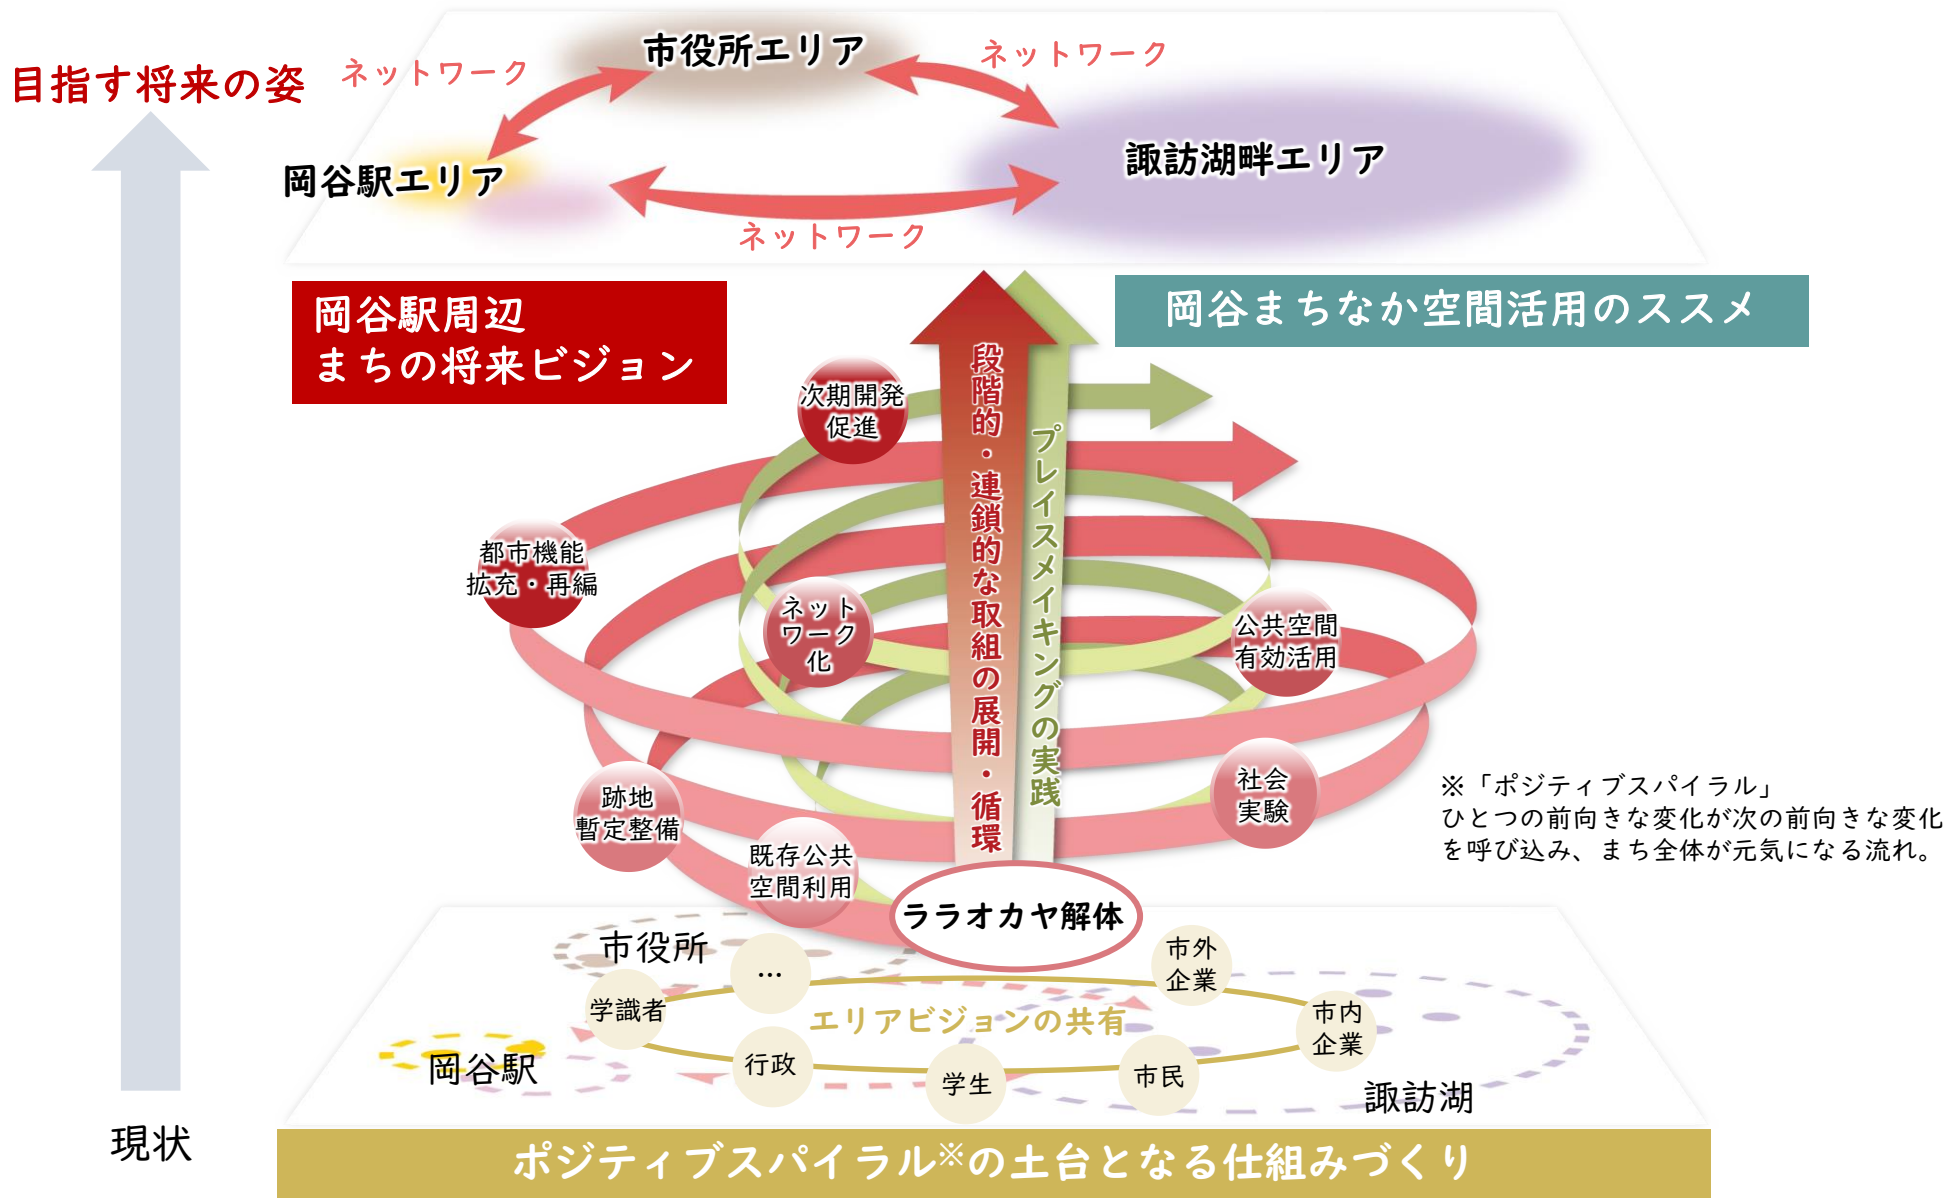 目指す将来の姿
ネットワーク
市役所エリア
ネットワーク
岡谷駅エリア
諏訪湖畔エリア
ネットワーク
岡谷駅周辺
まちの将来ビジョン
岡谷まちなか空間活用のススメ
段階的・連鎖的な取組の展開・循環
プレイスメイキングの実践
次期開発
促進
都市機能
拡充・再編
ネット
ワーク
化
公共空間
有効活用
跡地
暫定整備
社会
実験
既存公共
空間利用
※「ポジティブスパイラル」
ひとつの前向きな変化が次の前向きな変化
を呼び込み、まち全体が元気になる流れ。
ララオカヤ解体
市役所
…
市外
企業
学識者
エリアビジョンの共有
市内
企業
岡谷駅
行政
学生
市民
諏訪湖
現状
ポジティブスパイラル※の土台となる仕組みづくり